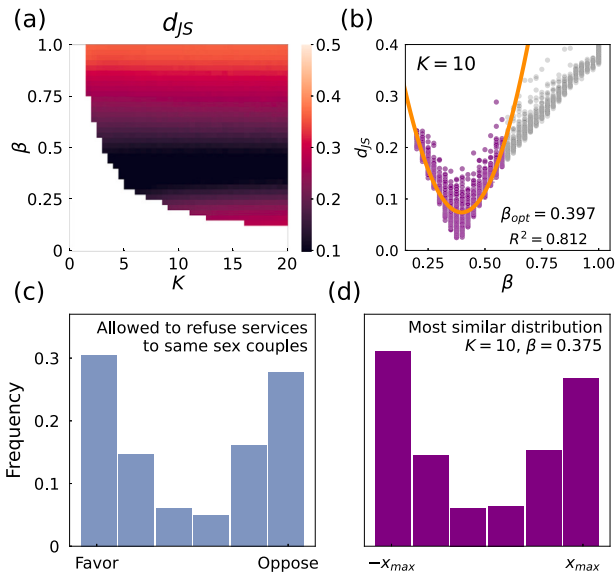 (a)
d_JS
1.0
0.75
0.50
0.25
0
β
0
5
10
15
20
K
0.5
0.4
0.3
0.2
0.1
(b)
0.4
0.3
0.2
0.1
0.0
d_JS
K = 10
β_opt = 0.397
R² = 0.812
0.25
0.50
0.75
1.00
β
(c)
Allowed to refuse services
to same sex couples
0.3
0.2
0.1
0
Frequency
Favor
Oppose
(d)
Most similar distribution
K = 10, β = 0.375
−x_max
x_max